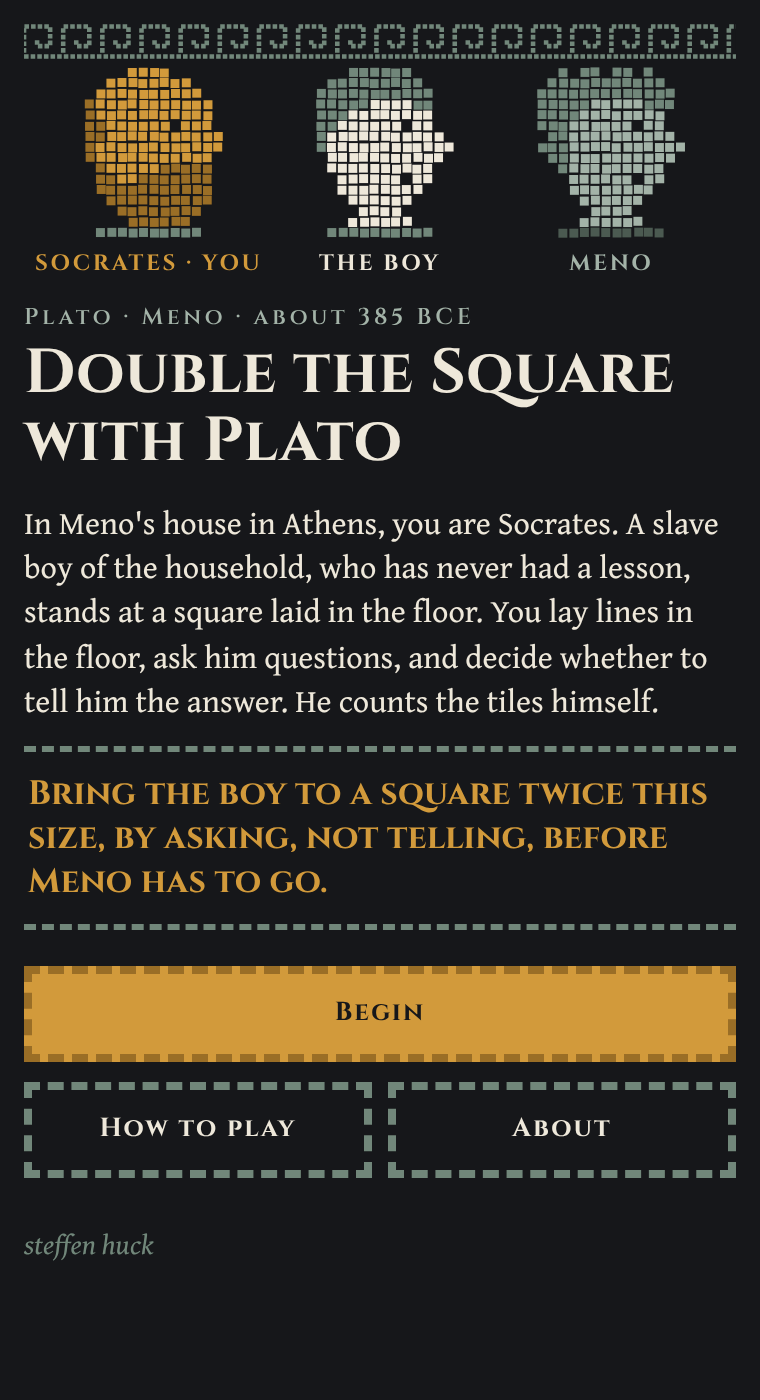 SOCRATES · YOU
THE BOY
MENO
Plato · Meno · about 385 BCE
Double the Square
with Plato
In Meno's house in Athens, you are Socrates. A slave
boy of the household, who has never had a lesson,
stands at a square laid in the floor. You lay lines in
the floor, ask him questions, and decide whether to
tell him the answer. He counts the tiles himself.
Bring the boy to a square twice this
size, by asking, not telling, before
Meno has to go.
Begin
How to play
About
steffen huck